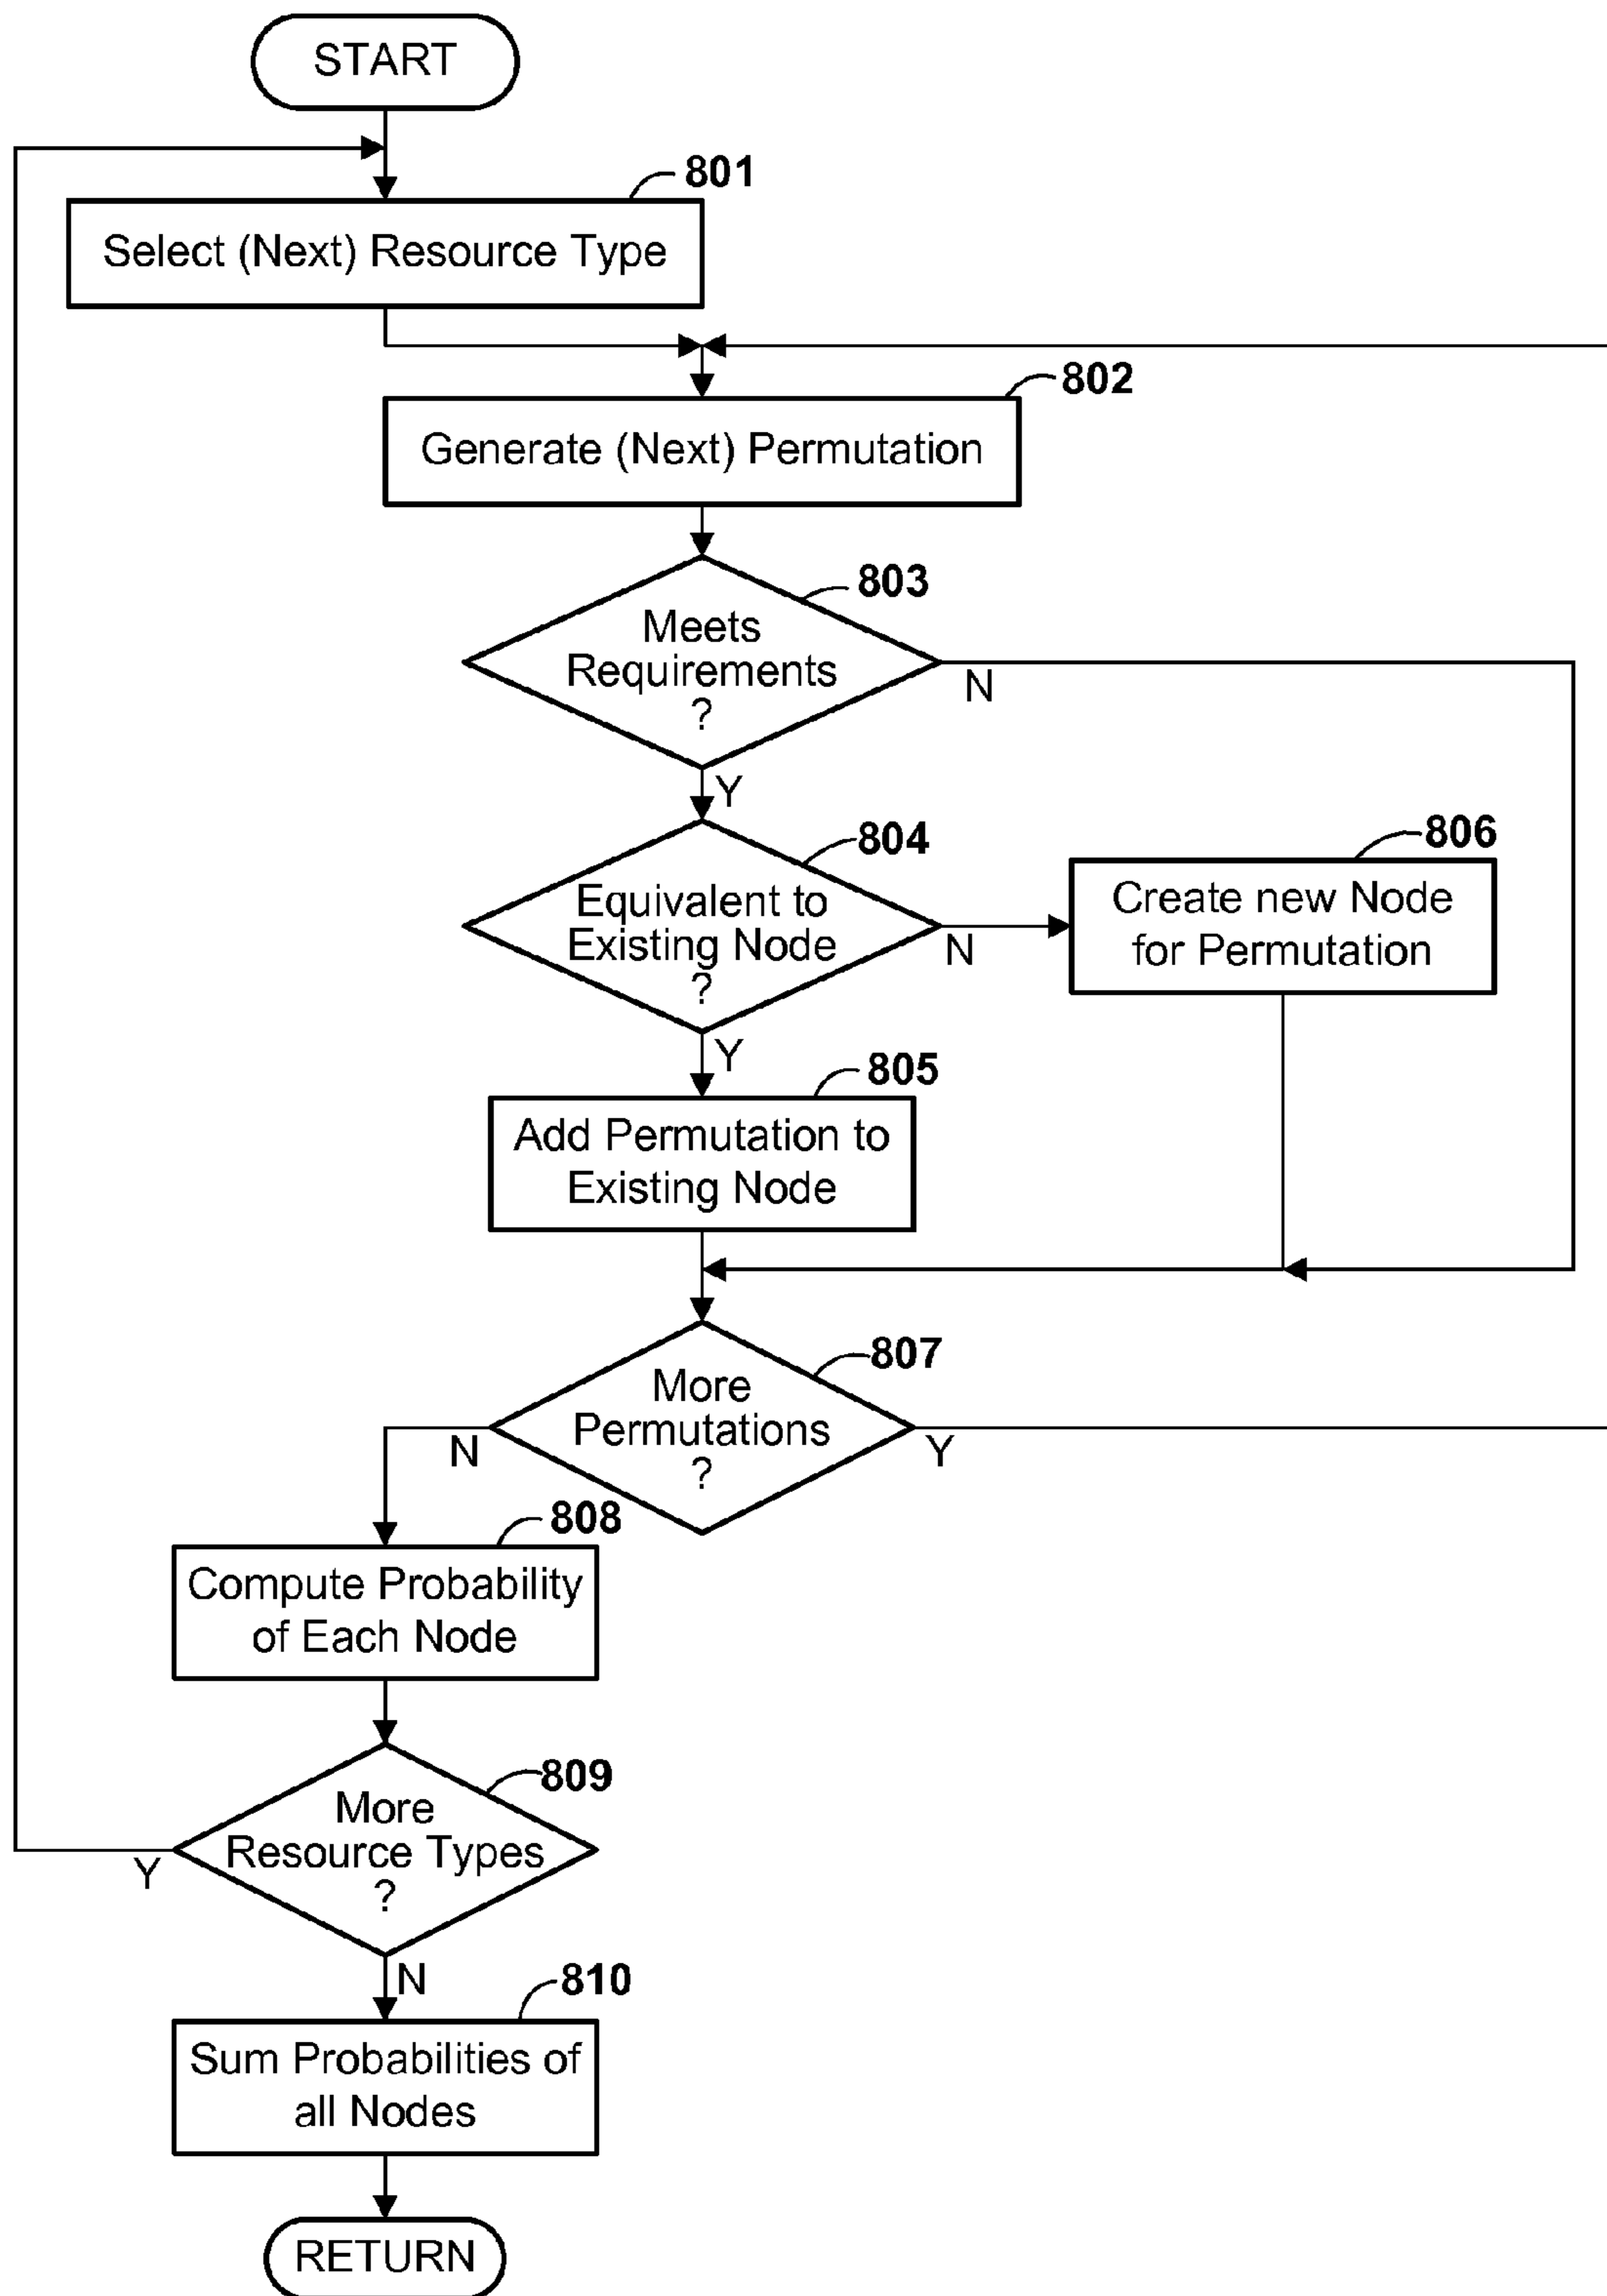 START
801
Select (Next) Resource Type
802
Generate (Next) Permutation
803
Meets
Requirements
?
N
Y
804
Equivalent to
Existing Node
?
N
806
Create new Node
for Permutation
Y
805
Add Permutation to
Existing Node
807
More
Permutations
?
N
Y
808
Compute Probability
of Each Node
809
More
Resource Types
?
Y
N
810
Sum Probabilities of
all Nodes
RETURN